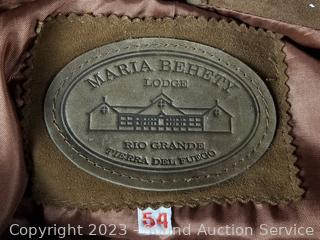 MARIA BEHETY
LODGE
RIO GRANDE
TIERRA DEL FUEGO
54
Copyright 2023 - Grand Auction Service